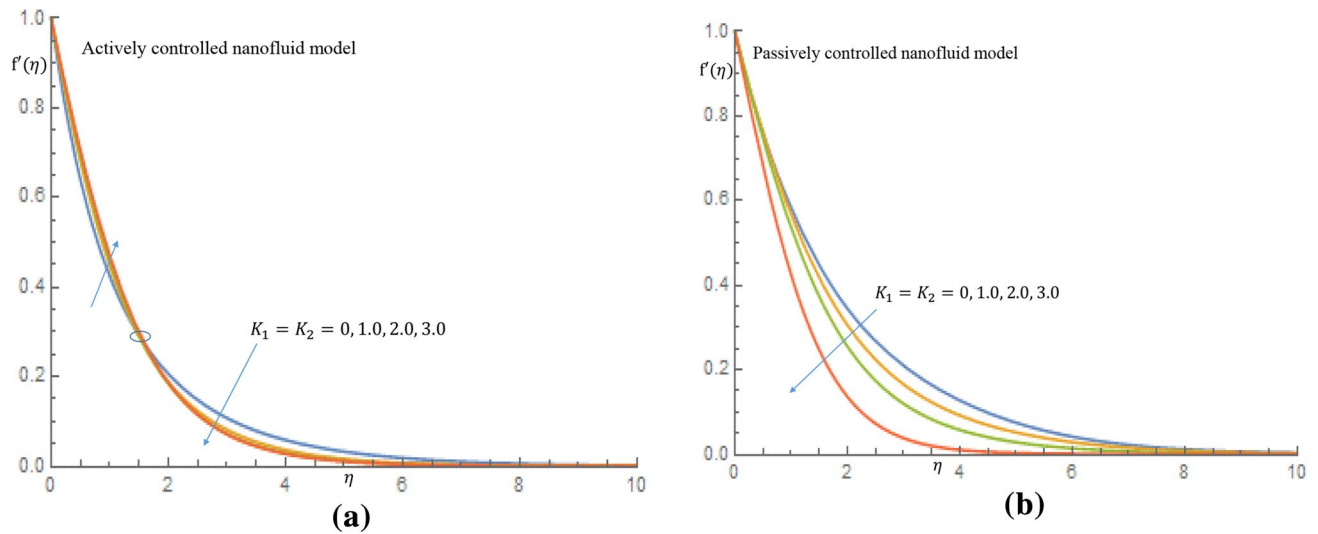 1.0
Actively controlled nanofluid model
f′(η)
0.8
0.6
0.4
K₁ = K₂ = 0, 1.0, 2.0, 3.0
0.2
0.0
0 2 4 6 8 10
η
(a)
1.0
Passively controlled nanofluid model
f′(η)
0.8
0.6
0.4
K₁ = K₂ = 0, 1.0, 2.0, 3.0
0.2
0.0
0 2 4 6 8 10
η
(b)